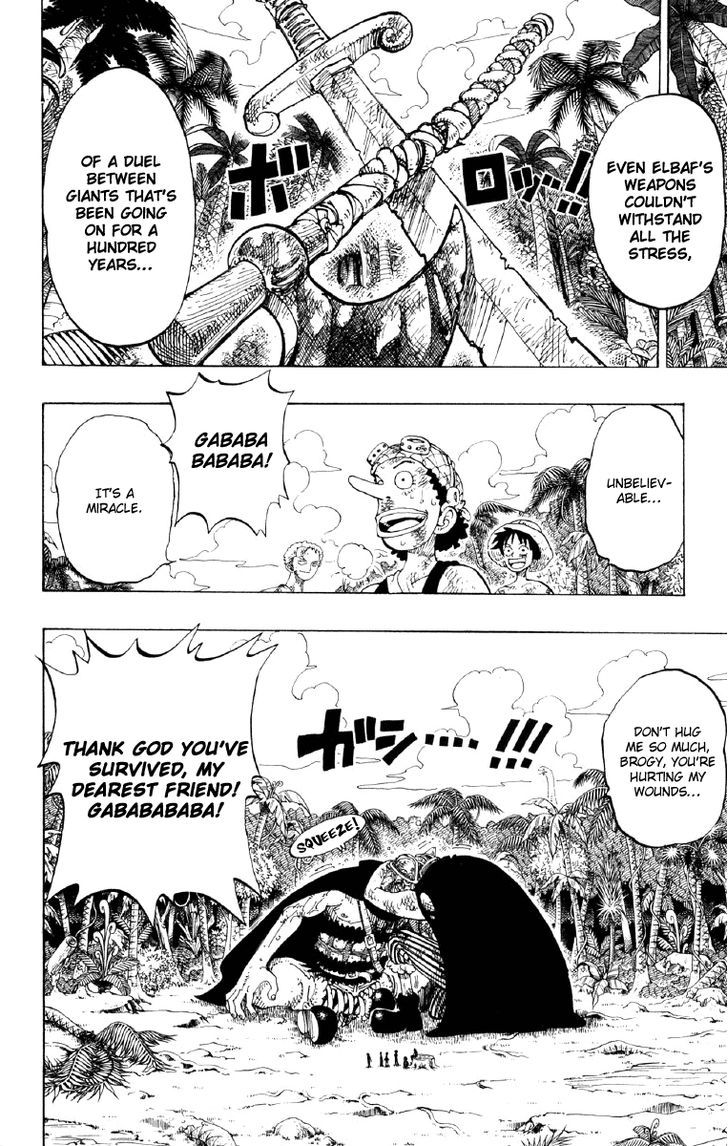 EVEN ELBAF'S
WEAPONS
COULDN'T
WITHSTAND
ALL THE
STRESS,
ボロッ!!
OF A DUEL
BETWEEN
GIANTS THAT'S
BEEN GOING
ON FOR A
HUNDRED
YEARS...
UNBELIEV-
ABLE...
GABABA
BABABA!
IT'S A
MIRACLE.
DON'T HUG
ME SO MUCH,
BROGY, YOU'RE
HURTING MY
WOUNDS...
ガシ……!!!
SQUEEZE!
THANK GOD YOU'VE
SURVIVED, MY
DEAREST FRIEND!
GABABABABA!